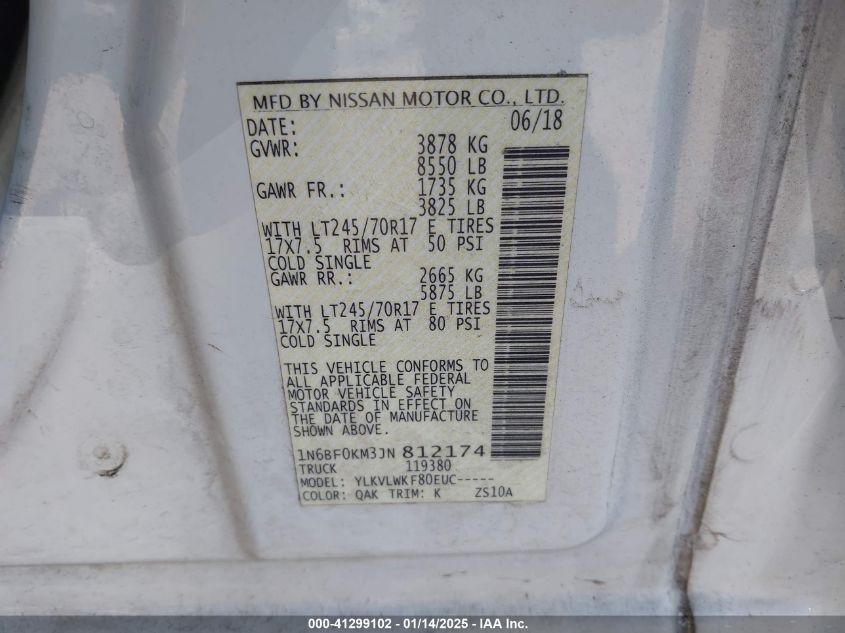 MFD BY NISSAN MOTOR CO., LTD.
DATE: 06/18
GVWR: 3878 KG
8550 LB
GAWR FR.: 1735 KG
3825 LB
WITH LT245/70R17 E TIRES
17X7.5 RIMS AT 50 PSI
COLD SINGLE
GAWR RR.: 2665 KG
5875 LB
WITH LT245/70R17 E TIRES
17X7.5 RIMS AT 80 PSI
COLD SINGLE
THIS VEHICLE CONFORMS TO
ALL APPLICABLE FEDERAL
MOTOR VEHICLE SAFETY
STANDARDS IN EFFECT ON
THE DATE OF MANUFACTURE
SHOWN ABOVE.
1N6BF0KM3JN 812174
TRUCK 119380
MODEL: YLKVLWKF80EUC-----
COLOR: QAK TRIM: K ZS10A
000-41299102 - 01/14/2025 - IAA Inc.